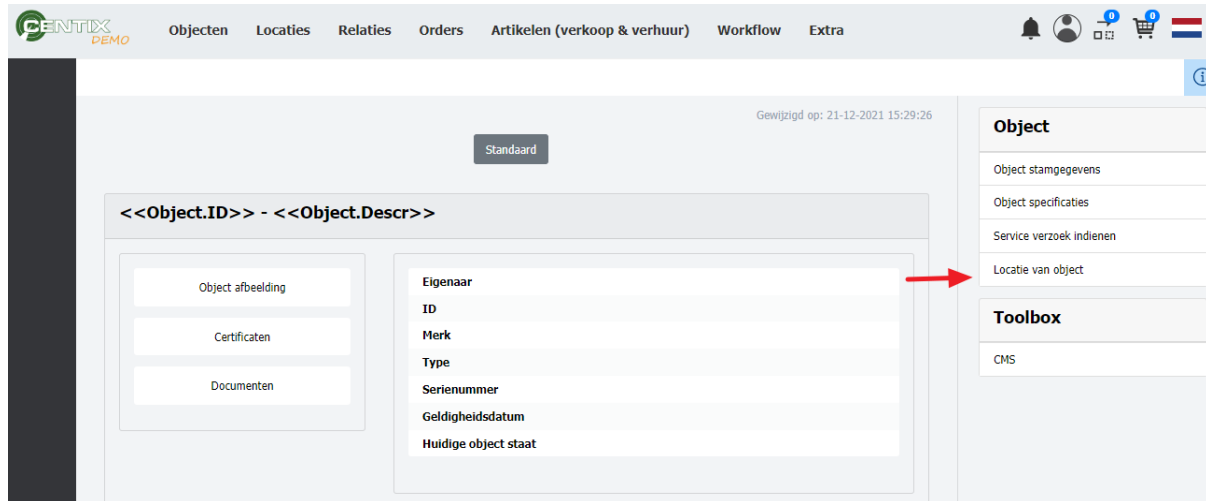 CENTIX
DEMO
Objecten Locaties Relaties Orders Artikelen (verkoop & verhuur) Workflow Extra
0 0
Gewijzigd op: 21-12-2021 15:29:26
Standaard
<<Object.ID>> - <<Object.Descr>>
Object afbeelding
Certificaten
Documenten
Eigenaar
ID
Merk
Type
Serienummer
Geldigheidsdatum
Huidige object staat
Object
Object stamgegevens
Object specificaties
Service verzoek indienen
Locatie van object
Toolbox
CMS